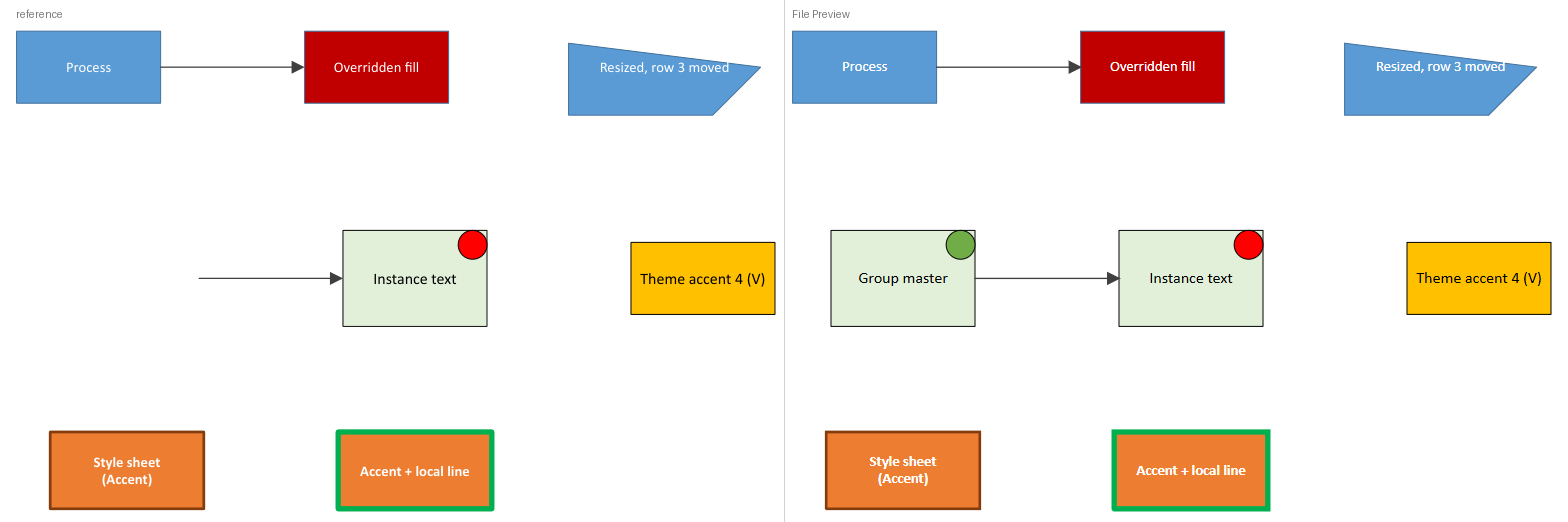 reference
File Preview
Process
Overridden fill
Resized, row 3 moved
Process
Overridden fill
Resized, row 3 moved
Instance text
Theme accent 4 (V)
Group master
Instance text
Theme accent 4 (V)
Style sheet
(Accent)
Accent + local line
Style sheet
(Accent)
Accent + local line